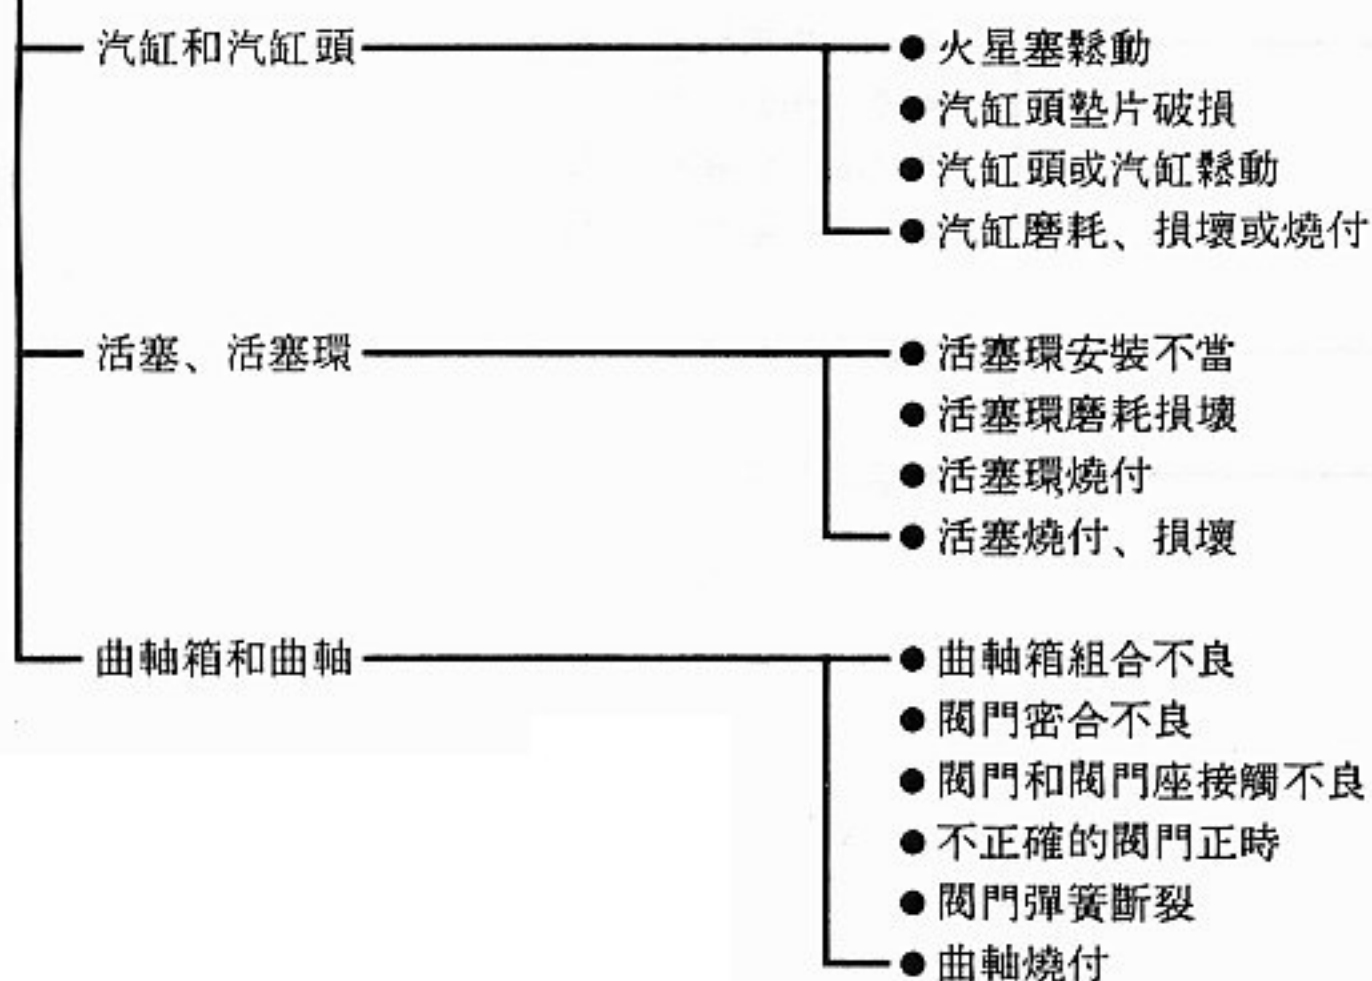 汽缸和汽缸頭
●火星塞鬆動
●汽缸頭墊片破損
●汽缸頭或汽缸鬆動
●汽缸磨耗、損壞或燒付
活塞、活塞環
●活塞環安裝不當
●活塞環磨耗損壞
●活塞環燒付
●活塞燒付、損壞
曲軸箱和曲軸
●曲軸箱組合不良
●閥門密合不良
●閥門和閥門座接觸不良
●不正確的閥門正時
●閥門彈簧斷裂
●曲軸燒付